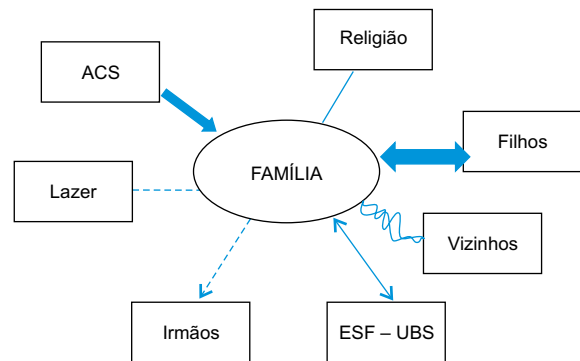 Religião
ACS
Filhos
FAMÍLIA
Lazer
Vizinhos
Irmãos
ESF – UBS